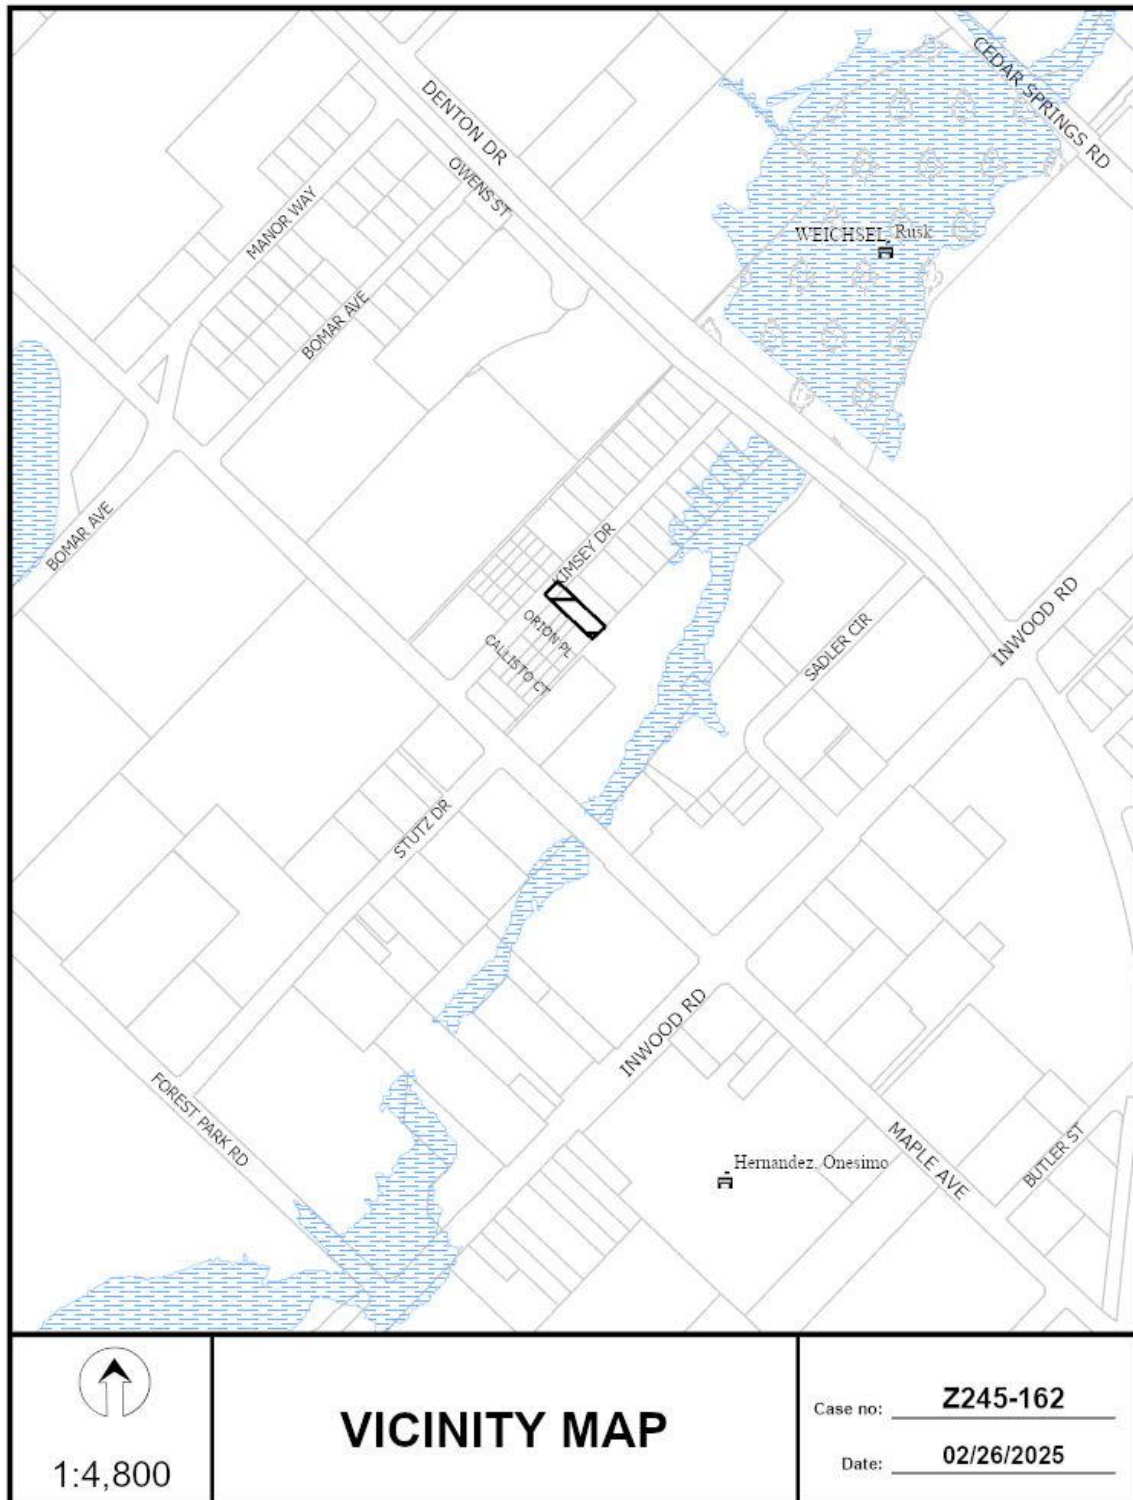 CEDAR SPRINGS RD
DENTON DR
OWENS ST
MANOR WAY
WEICHSEL, Rusk
BOMAR AVE
BOMAR AVE
KIMSEY DR
INWOOD RD
ORION PL
SADLER CIR
CALLISTO CT
STUTZ DR
INWOOD RD
FOREST PARK RD
MAPLE AVE
BUTLER ST
Hernandez, Onesimo
1:4,800
VICINITY MAP
Case no: Z245-162
Date: 02/26/2025